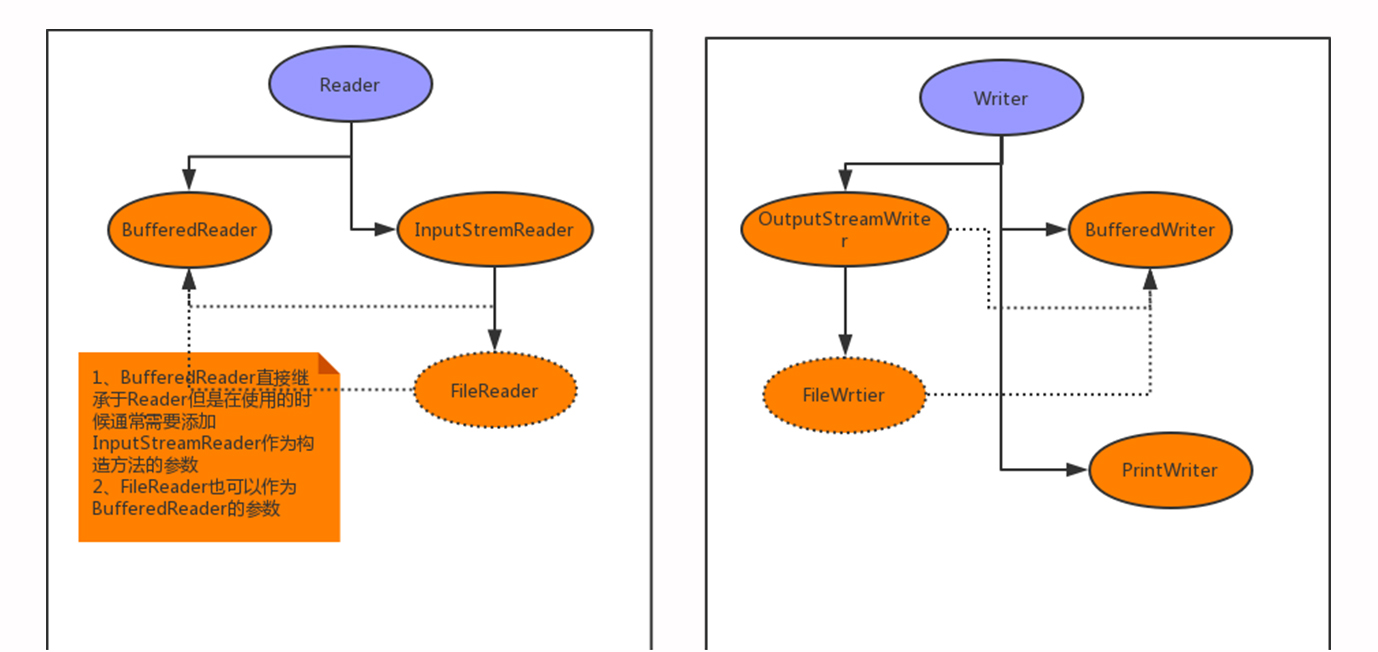 Reader
BufferedReader
InputStremReader
FileReader
1、BufferedReader直接继
承于Reader但是在使用的时
候通常需要添加
InputStreamReader作为构
造方法的参数
2、FileReader也可以作为
BufferedReader的参数
Writer
OutputStreamWrite
r
BufferedWriter
FileWrtier
PrintWriter